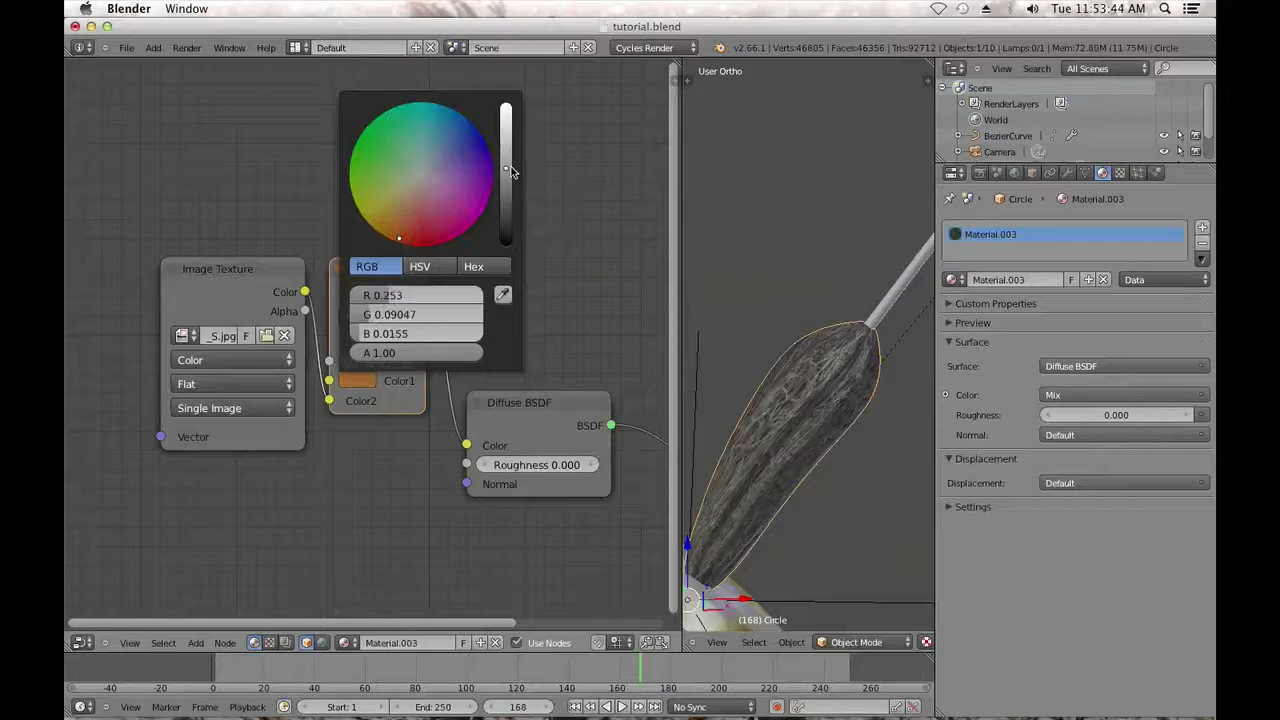 Blender Window Tue 11:53:44 AM
tutorial.blend
File Add Render Window Help Default Scene Cycles Render v2.66.1 | Verts:46805 | Faces:46356 | Tris:92712 | Objects:1/10 | Lamps:0/1 | Mem:72.88M (11.75M) | Circle
User Ortho
View Search All Scenes
Scene
RenderLayers
World
BezierCurve
Camera
Circle Material.003
Material.003
Material.003 F Data
Custom Properties
Preview
Surface
Surface: Diffuse BSDF
Color: Mix
Roughness: 0.000
Normal: Default
Displacement
Displacement: Default
Settings
RGB HSV Hex
R 0.253
G 0.09047
B 0.0155
A 1.00
Image Texture
Color
Alpha
_S.jpg F
Color
Flat
Single Image
Vector
Color1
Color2
Diffuse BSDF
BSDF
Color
Roughness 0.000
Normal
(168) Circle
View Select Add Node Material.003 F Use Nodes
View Select Object Object Mode
-40 -20 0 20 40 60 80 100 120 140 160 180 200 220 240 260
View Marker Frame Playback Start: 1 End: 250 168 No Sync